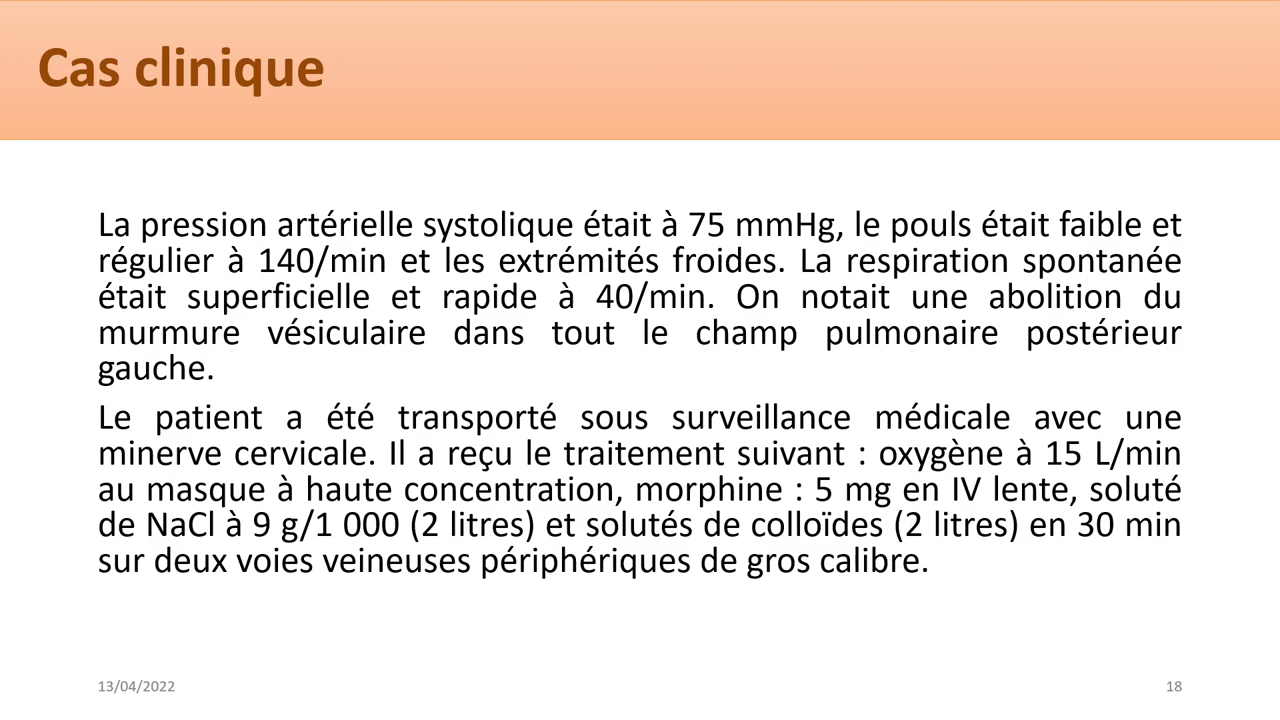 Cas clinique
La pression artérielle systolique était à 75 mmHg, le pouls était faible et
régulier à 140/min et les extrémités froides. La respiration spontanée
était superficielle et rapide à 40/min. On notait une abolition du
murmure vésiculaire dans tout le champ pulmonaire postérieur
gauche.
Le patient a été transporté sous surveillance médicale avec une
minerve cervicale. Il a reçu le traitement suivant : oxygène à 15 L/min
au masque à haute concentration, morphine : 5 mg en IV lente, soluté
de NaCl à 9 g/1 000 (2 litres) et solutés de colloïdes (2 litres) en 30 min
sur deux voies veineuses périphériques de gros calibre.
13/04/2022
18